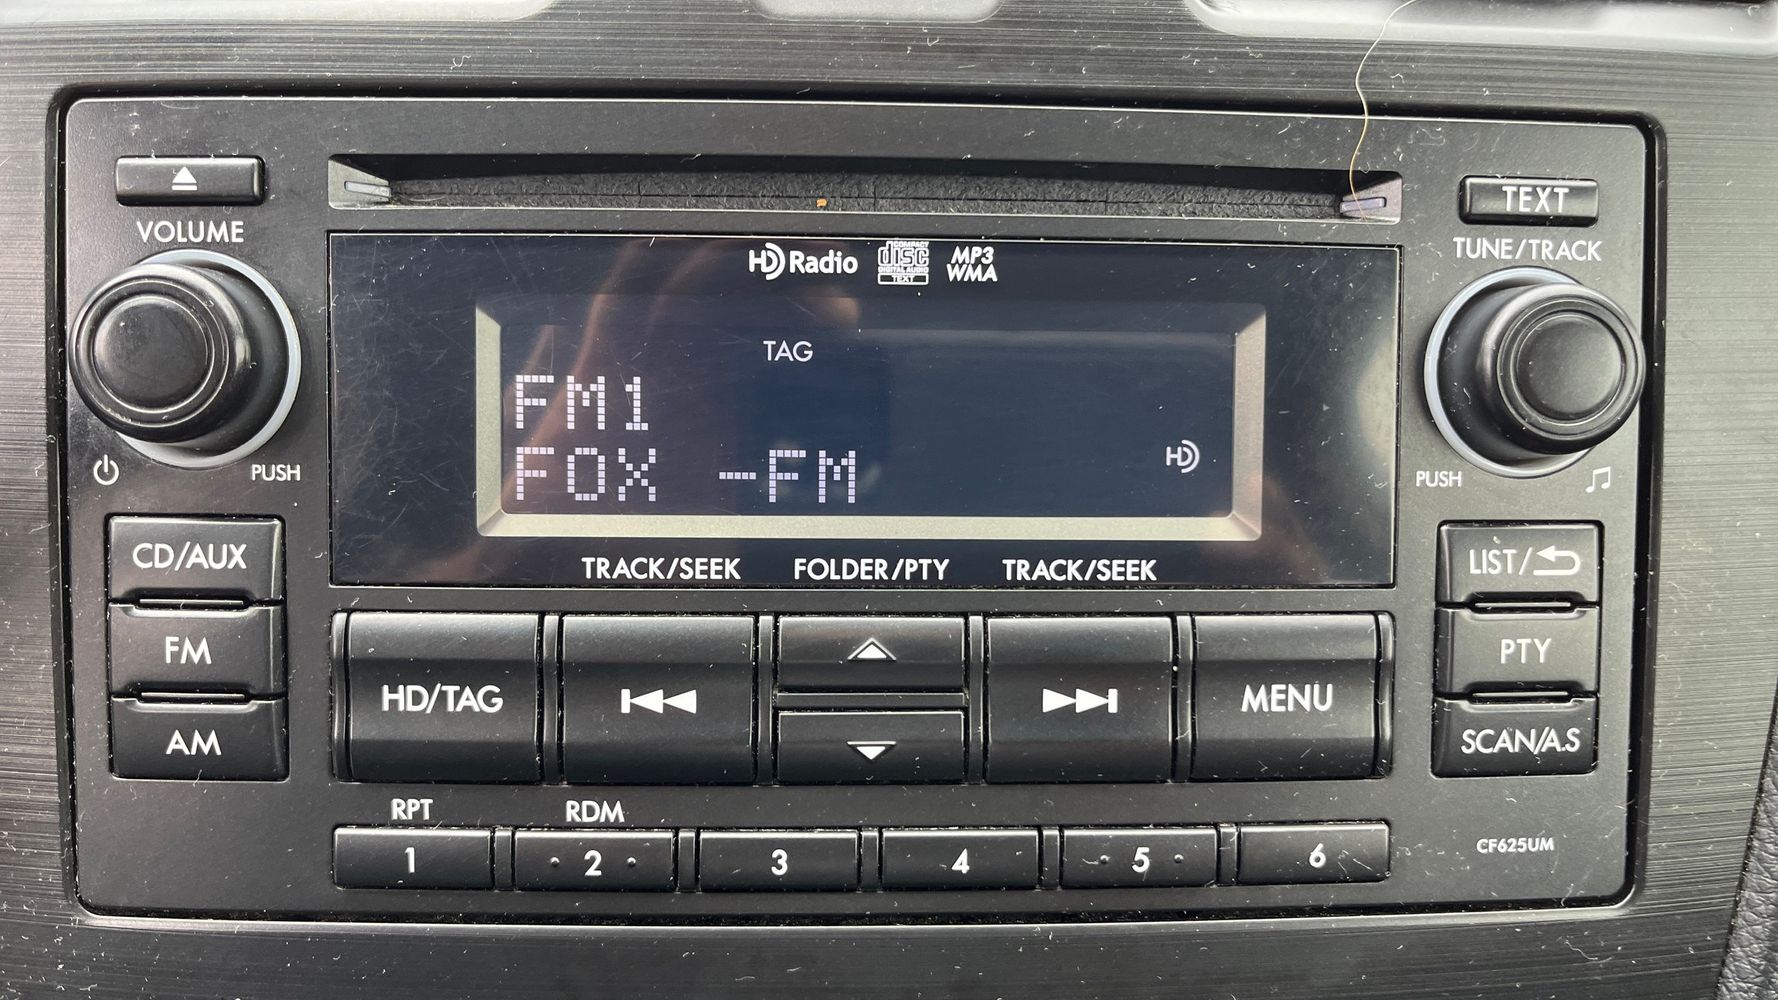 TEXT
VOLUME
TUNE/TRACK
HD Radio
COMPACT
disc
DIGITAL AUDIO
TEXT
MP3
WMA
TAG
FM1
FOX -FM
HD
PUSH
PUSH
TRACK/SEEK FOLDER/PTY TRACK/SEEK
CD/AUX
LIST/
FM
PTY
AM
SCAN/A.S
HD/TAG
MENU
RPT RDM
1 ·2· 3 4 ·5· 6
CF625UM